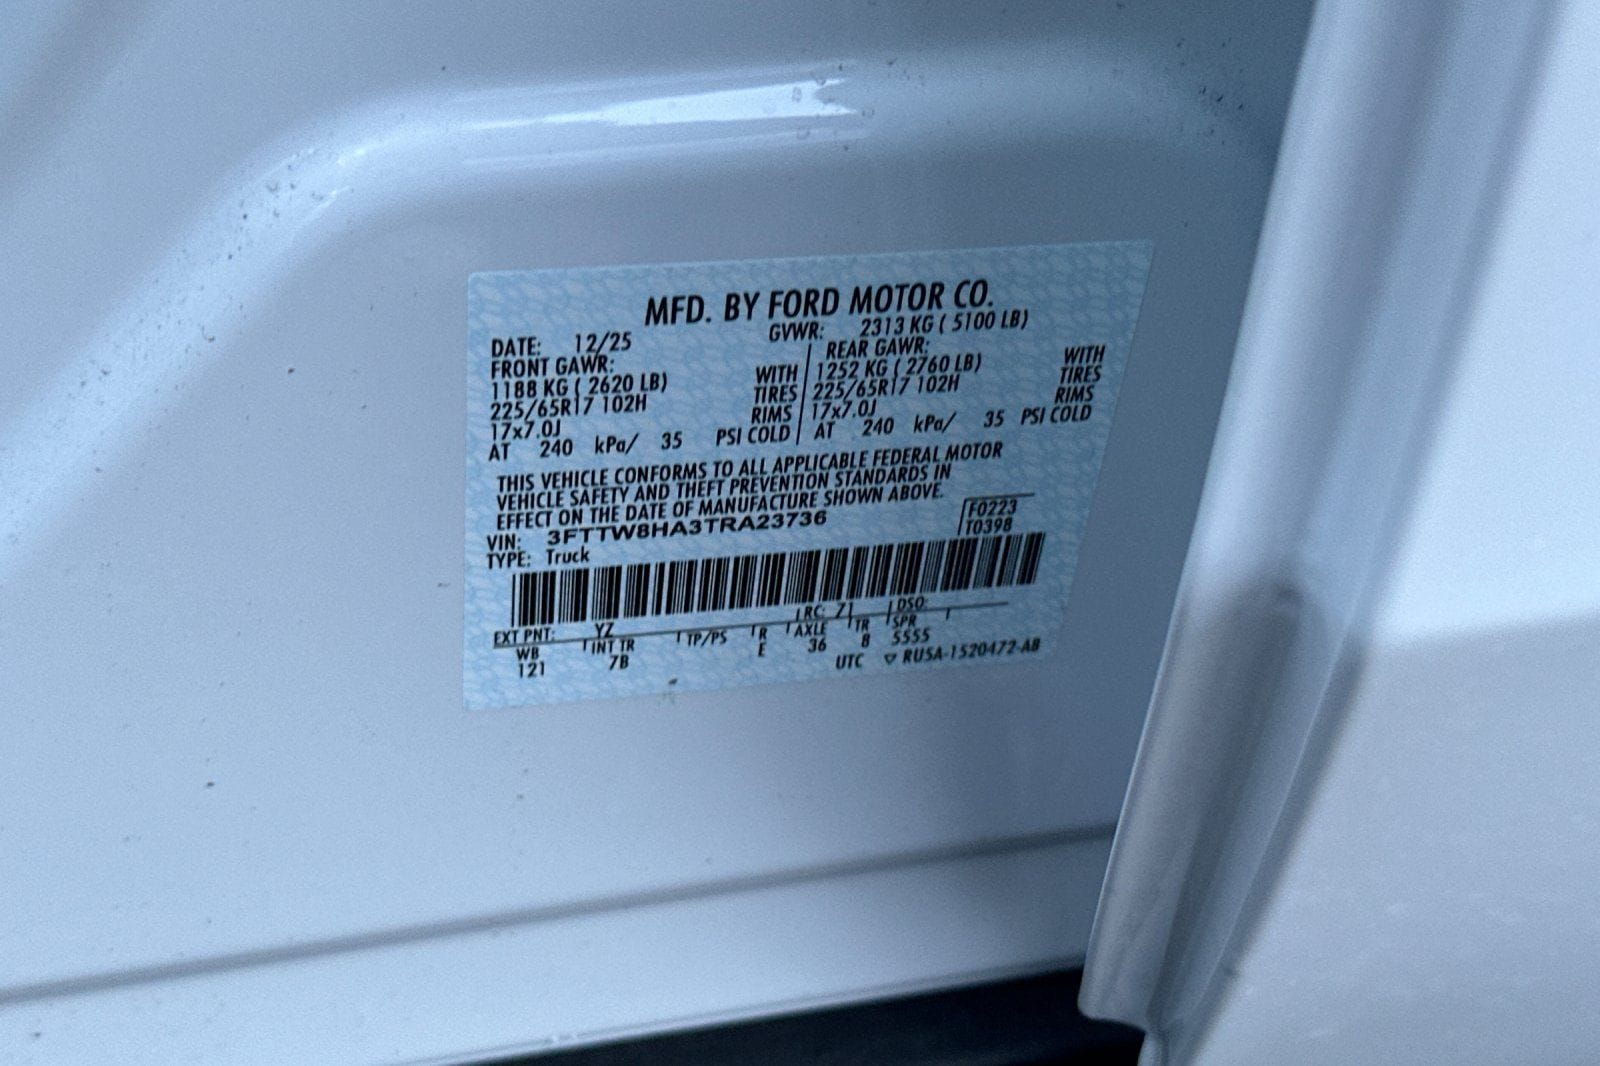 MFD. BY FORD MOTOR CO.
DATE: 12/25 GVWR: 2313 KG ( 5100 LB)
FRONT GAWR: REAR GAWR:
1188 KG ( 2620 LB) WITH 1252 KG ( 2760 LB) WITH
225/65R17 102H TIRES 225/65R17 102H TIRES
17x7.0J RIMS 17x7.0J RIMS
AT 240 kPa/ 35 PSI COLD AT 240 kPa/ 35 PSI COLD
THIS VEHICLE CONFORMS TO ALL APPLICABLE FEDERAL MOTOR
VEHICLE SAFETY AND THEFT PREVENTION STANDARDS IN
EFFECT ON THE DATE OF MANUFACTURE SHOWN ABOVE.
VIN: 3FTTW8HA3TRA23736 F0223
TYPE: Truck T0398
EXT PNT: YZ RC: 71 DSO:
WB INT TR TP/PS R AXLE TR SPR
121 7B E 36 8 5555
UTC ▽ RUSA-1520472-AB